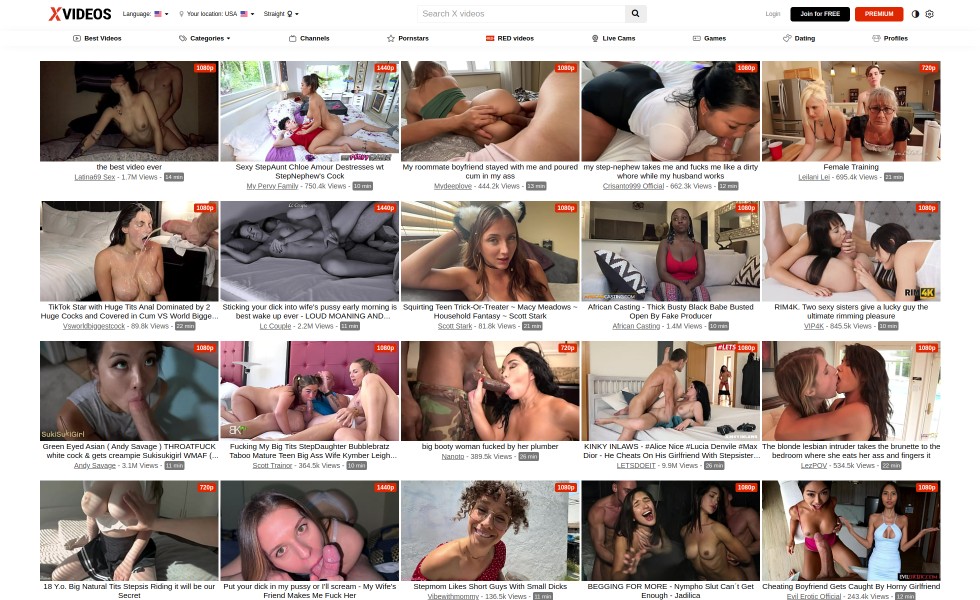 XVIDEOS
Language:
Your location: USA
Straight
Search X videos
Login
Join for FREE
PREMIUM
Best Videos
Categories
Channels
Pornstars
RED videos
Live Cams
Games
Dating
Profiles
1080p
1440p
1080p
1080p
720p
the best video ever
Latina69 Sex - 1.7M Views - 14 min
Sexy StepAunt Chloe Amour Destresses wt
StepNephew's Cock
My Pervy Family - 750.4k Views - 10 min
My roommate boyfriend stayed with me and poured
cum in my ass
Mydeeplove - 444.2k Views - 13 min
my step-nephew takes me and fucks me like a dirty
whore while my husband works
Crisanto999 Official - 662.3k Views - 12 min
Female Training
Leilani Lei - 695.4k Views - 21 min
1080p
1440p
1080p
1080p
1080p
4K
TikTok Star with Huge Tits Anal Dominated by 2
Huge Cocks and Covered in Cum VS World Bigge...
Vsworldbiggestcock - 89.8k Views - 22 min
Sticking your dick into wife's pussy early morning is
best wake up ever - LOUD MOANING AND...
Lc Couple - 2.2M Views - 11 min
Squirting Teen Trick-Or-Treater ~ Macy Meadows ~
Household Fantasy ~ Scott Stark
Scott Stark - 81.8k Views - 21 min
African Casting - Thick Busty Black Babe Busted
Open By Fake Producer
African Casting - 1.4M Views - 10 min
RIM4K. Two sexy sisters give a lucky guy the
ultimate rimming pleasure
VIP4K - 845.5k Views - 10 min
1080p
1080p
720p
#LETS
1080p
1080p
SukiSukiGirl
Green Eyed Asian ( Andy Savage ) THROATFUCK
white cock & gets creampie Sukisukigirl WMAF (...
Andy Savage - 3.1M Views - 11 min
Fucking My Big Tits StepDaughter Bubblebratz
Taboo Mature Teen Big Ass Wife Kymber Leigh...
Scott Trainor - 364.5k Views - 10 min
big booty woman fucked by her plumber
Nanoto - 389.5k Views - 26 min
KINKY INLAWS - #Alice Nice #Lucia Denvile #Max
Dior - He Cheats On His Girlfriend With Stepsister...
LETSDOEIT - 9.9M Views - 26 min
The blonde lesbian intruder takes the brunette to the
bedroom where she eats her ass and fingers it
LezPOV - 534.5k Views - 22 min
720p
1440p
1080p
1080p
1080p
18 Y.o. Big Natural Tits Stepsis Riding it will be our
Secret
Put your dick in my pussy or I'll scream - My Wife's
Friend Makes Me Fuck Her
Stepmom Likes Short Guys With Small Dicks
Vibewithmommy - 136.5k Views - 11 min
BEGGING FOR MORE - Nympho Slut Can´t Get
Enough - Jadilica
Cheating Boyfriend Gets Caught By Horny Girlfriend
Evil Erotic Official - 243.4k Views - 12 min